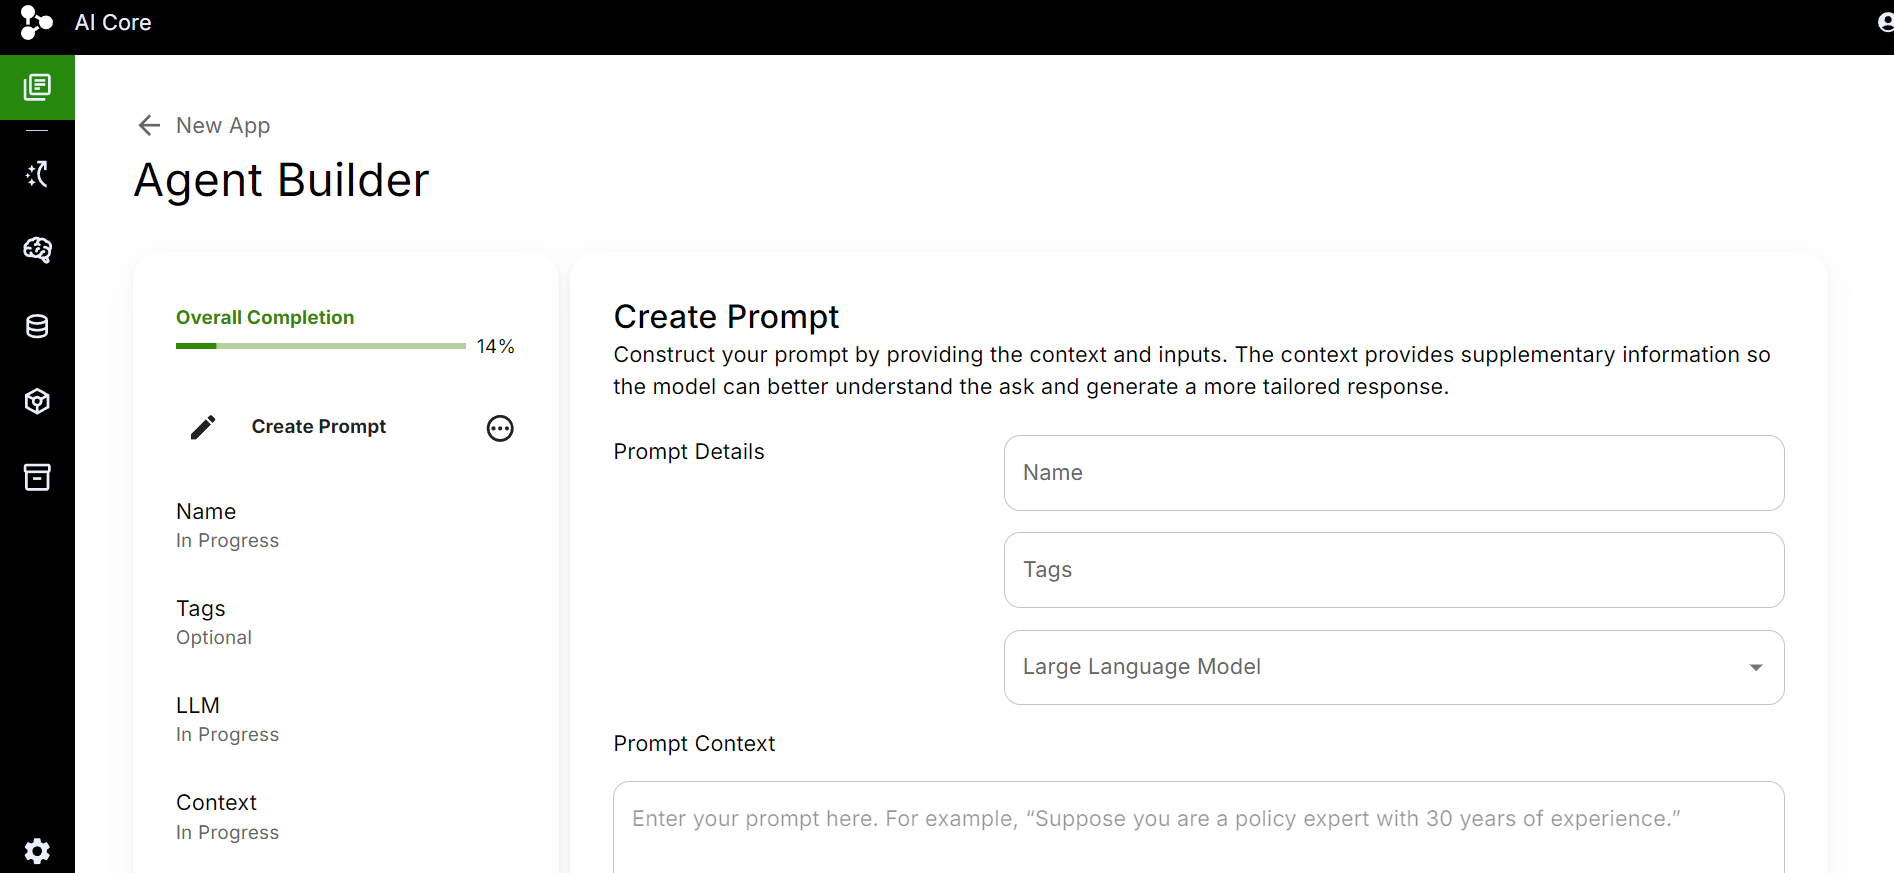 AI Core
New App
Agent Builder
Overall Completion
14%
Create Prompt
Name
In Progress
Tags
Optional
LLM
In Progress
Context
In Progress
Create Prompt
Construct your prompt by providing the context and inputs. The context provides supplementary information so
the model can better understand the ask and generate a more tailored response.
Prompt Details
Name
Tags
Large Language Model
Prompt Context
Enter your prompt here. For example, “Suppose you are a policy expert with 30 years of experience.”